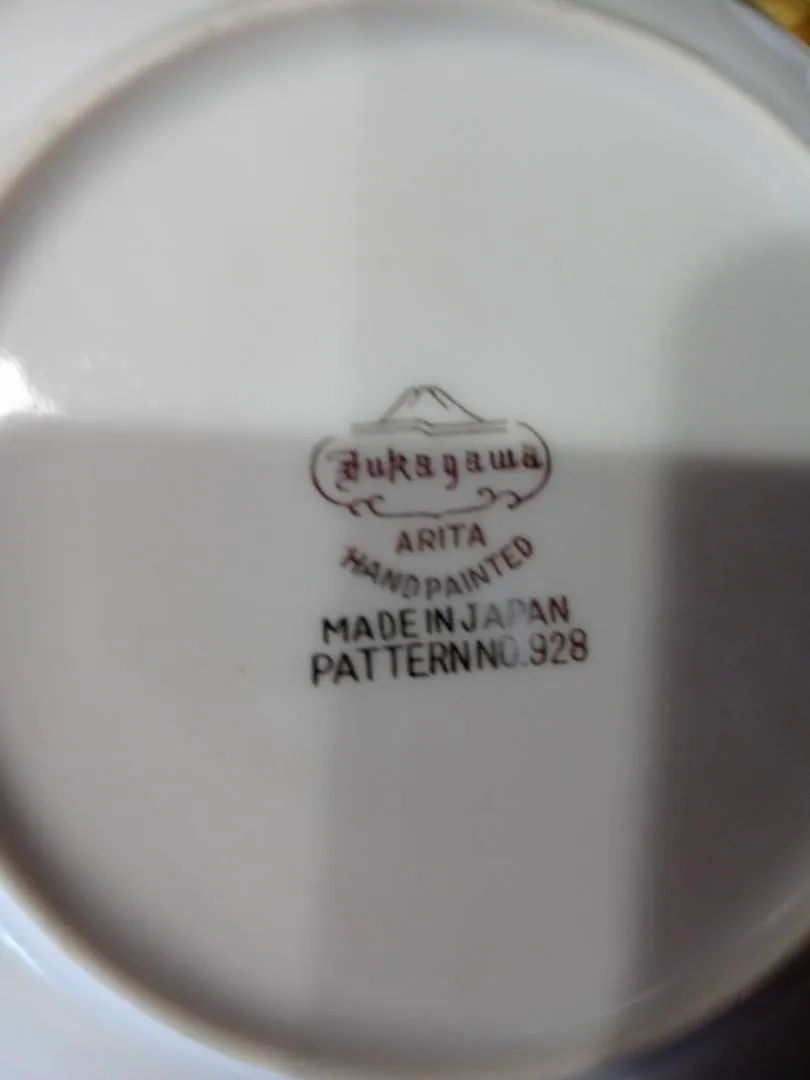 Fukagawa
ARITA
HAND PAINTED
MADE IN JAPAN
PATTERN NO. 928